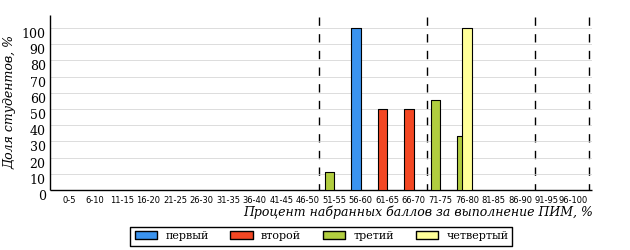 Доля студентов, %
100
90
80
70
60
50
40
30
20
10
0
0-5 6-10 11-15 16-20 21-25 26-30 31-35 36-40 41-45 46-50 51-55 56-60 61-65 66-70 71-75 76-80 81-85 86-90 91-95 96-100
Процент набранных баллов за выполнение ПИМ, %
первый второй третий четвертый